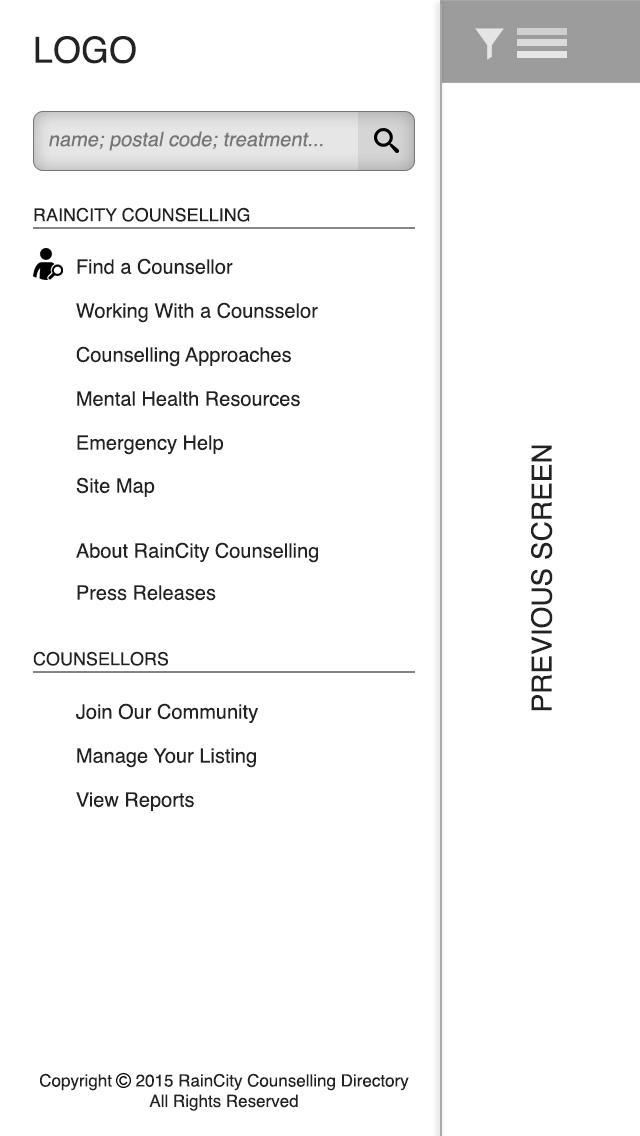 LOGO
name; postal code; treatment...
RAINCITY COUNSELLING
Find a Counsellor
Working With a Counsselor
Counselling Approaches
Mental Health Resources
Emergency Help
Site Map
About RainCity Counselling
Press Releases
COUNSELLORS
Join Our Community
Manage Your Listing
View Reports
Copyright © 2015 RainCity Counselling Directory
All Rights Reserved
PREVIOUS SCREEN